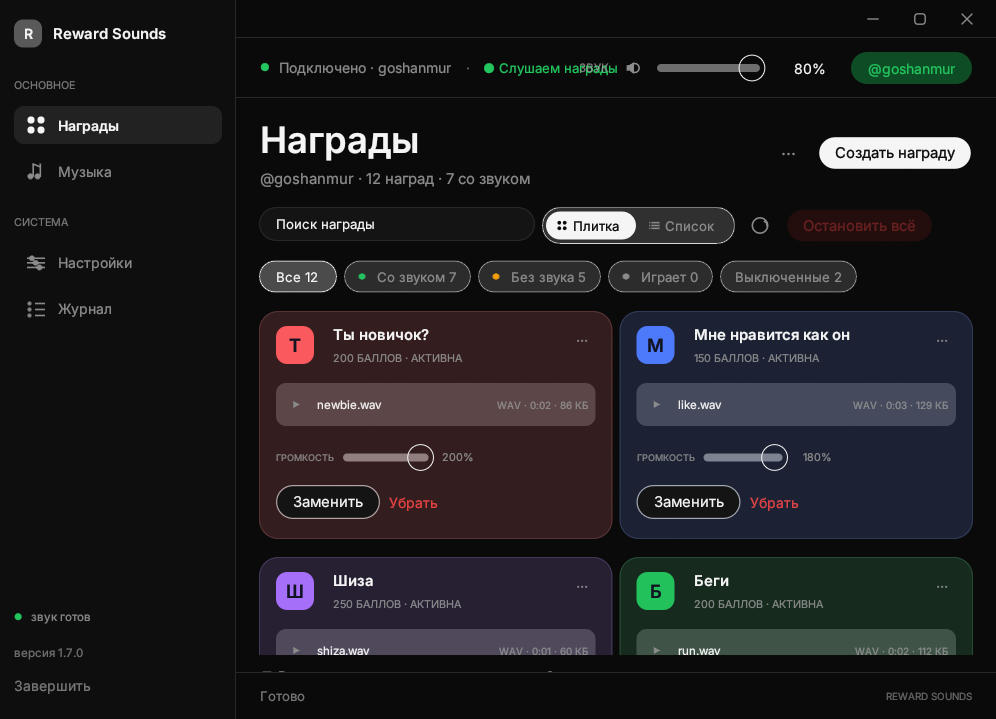 R Reward Sounds
ОСНОВНОЕ
Награды
Музыка
СИСТЕМА
Настройки
Журнал
звук готов
версия 1.7.0
Завершить
Подключено · goshanmur · Слушаем награды 80% @goshanmur
Награды
@goshanmur · 12 наград · 7 со звуком
... Создать награду
Поиск награды Плитка Список Остановить всё
Все 12 Со звуком 7 Без звука 5 Играет 0 Выключенные 2
Т Ты новичок? ...
200 БАЛЛОВ · АКТИВНА
newbie.wav WAV · 0:02 · 86 КБ
ГРОМКОСТЬ 200%
Заменить Убрать
М Мне нравится как он ...
150 БАЛЛОВ · АКТИВНА
like.wav WAV · 0:03 · 129 КБ
ГРОМКОСТЬ 180%
Заменить Убрать
Ш Шиза ...
250 БАЛЛОВ · АКТИВНА
shiza.wav WAV · 0:01 · 60 КБ
Б Беги ...
200 БАЛЛОВ · АКТИВНА
run.wav WAV · 0:02 · 112 КБ
Готово REWARD SOUNDS